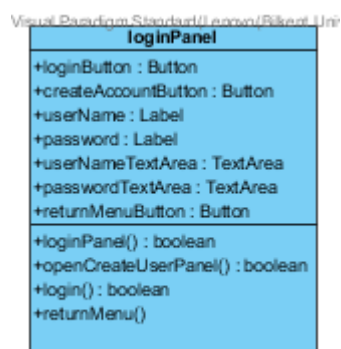 Visual Paradigm Standard(Lenovo(Bilkent Uni
loginPanel
+loginButton : Button
+createAccountButton : Button
+userName : Label
+password : Label
+userNameTextArea : TextArea
+passwordTextArea : TextArea
+returnMenuButton : Button
+loginPanel() : boolean
+openCreateUserPanel() : boolean
+login() : boolean
+returnMenu()